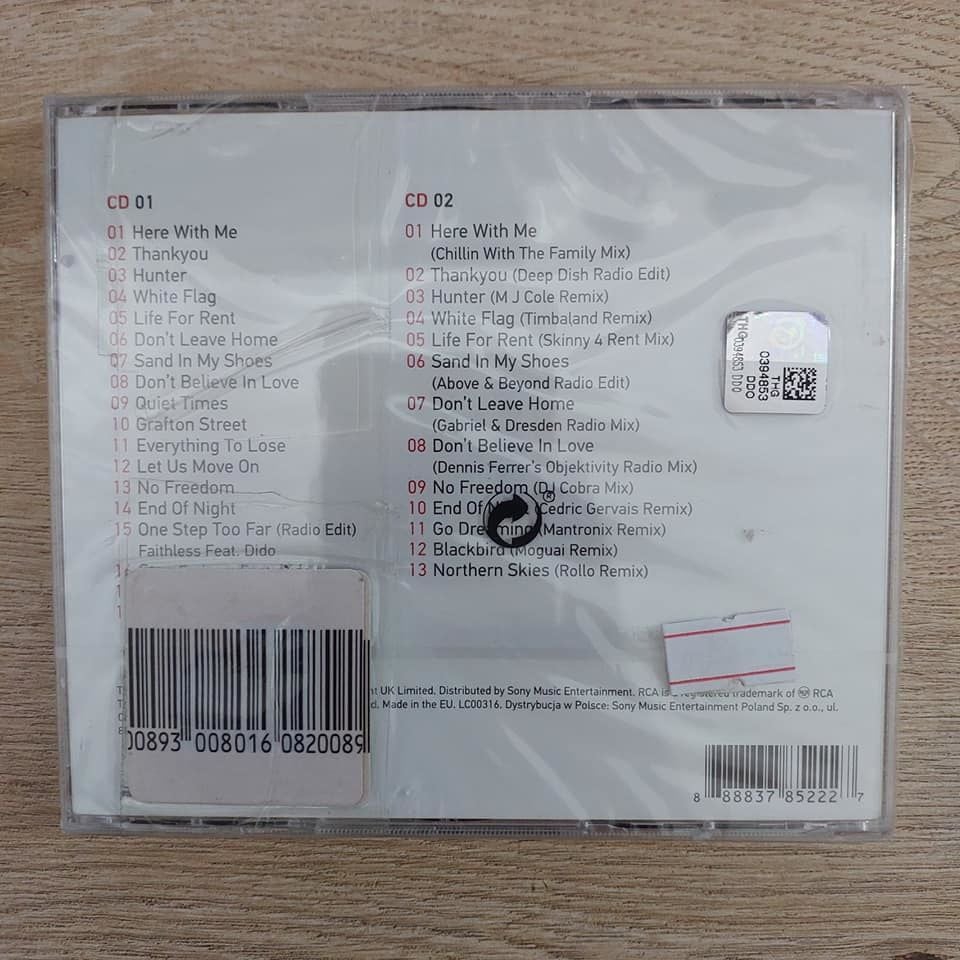 CD 01
01 Here With Me
02 Thankyou
03 Hunter
04 White Flag
05 Life For Rent
06 Don't Leave Home
07 Sand In My Shoes
08 Don't Believe In Love
09 Quiet Times
10 Grafton Street
11 Everything To Lose
12 Let Us Move On
13 No Freedom
14 End Of Night
15 One Step Too Far (Radio Edit)
Faithless Feat. Dido
CD 02
01 Here With Me
(Chillin With The Family Mix)
02 Thankyou (Deep Dish Radio Edit)
03 Hunter (M J Cole Remix)
04 White Flag (Timbaland Remix)
05 Life For Rent (Skinny 4 Rent Mix)
06 Sand In My Shoes
(Above & Beyond Radio Edit)
07 Don't Leave Home
(Gabriel & Dresden Radio Mix)
08 Don't Believe In Love
(Dennis Ferrer's Objektivity Radio Mix)
09 No Freedom (DJ Cobra Mix)
10 End Of (Cedric Gervais Remix)
11 Go Dreaming (Mantronix Remix)
12 Blackbird (Moguai Remix)
13 Northern Skies (Rollo Remix)
®
THG0394853 DDO
0394853
THG
DDO
UK Limited. Distributed by Sony Music Entertainment. RCA is a registered trademark of RCA
Made in the EU. LC00316. Dystrybucja w Polsce: Sony Music Entertainment Poland Sp. z o.o., ul.
00893 008016 0820089
8 88837 85222 7